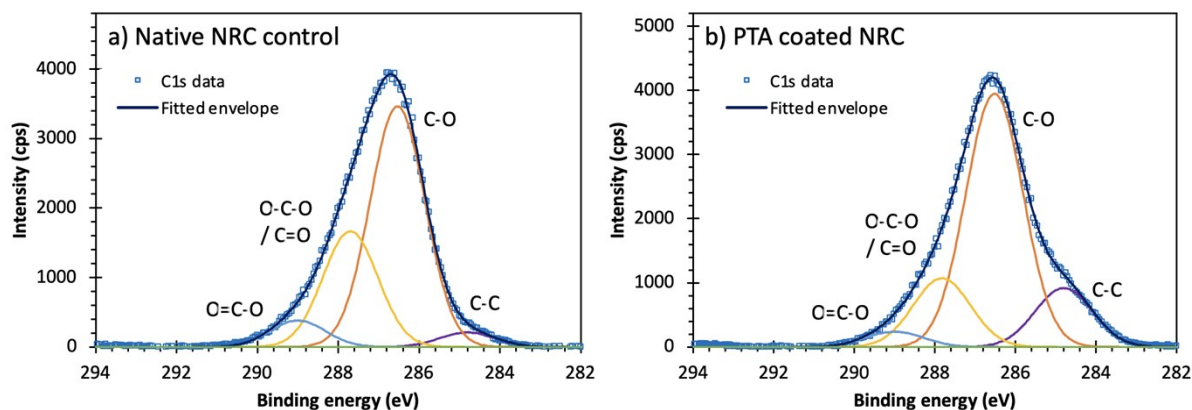 a) Native NRC control
C1s data
Fitted envelope
C-O
O-C-O
/ C=O
O=C-O
C-C
Intensity (cps)
4000
3000
2000
1000
0
294
292
290
288
286
284
282
Binding energy (eV)
b) PTA coated NRC
C1s data
Fitted envelope
C-O
O-C-O
/ C=O
O=C-O
C-C
Intensity (cps)
5000
4000
3000
2000
1000
0
294
292
290
288
286
284
282
Binding energy (eV)